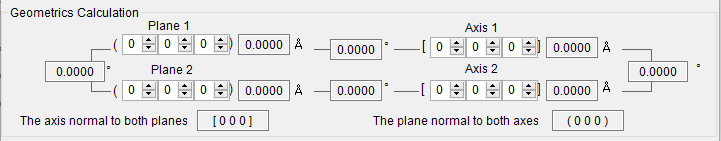 Geometrics Calculation
Plane 1 Axis 1
( 0 0 0 ) 0.0000 Å 0.0000 ° [ 0 0 0 ] 0.0000 Å
0.0000 ° 0.0000 °
Plane 2 Axis 2
( 0 0 0 ) 0.0000 Å 0.0000 ° [ 0 0 0 ] 0.0000 Å
The axis normal to both planes [ 0 0 0 ] The plane normal to both axes ( 0 0 0 )